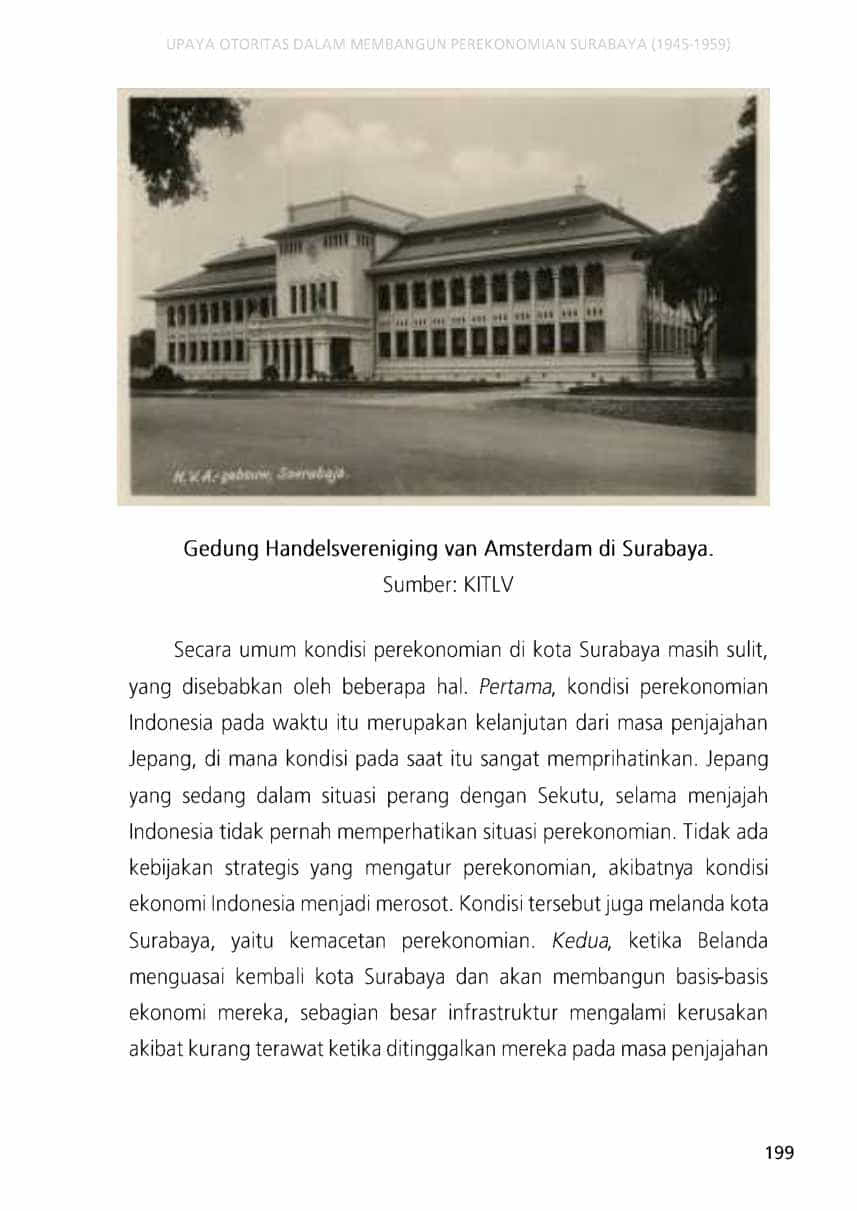 UPAYA OTORITAS DALAM MEMBANGUN PEREKONOMIAN SURABAYA (1945-1959)
H.V.A.-gebouw, Soerabaja.
Gedung Handelsvereniging van Amsterdam di Surabaya.
Sumber: KITLV
Secara umum kondisi perekonomian di kota Surabaya masih sulit,
yang disebabkan oleh beberapa hal. Pertama, kondisi perekonomian
Indonesia pada waktu itu merupakan kelanjutan dari masa penjajahan
Jepang, di mana kondisi pada saat itu sangat memprihatinkan. Jepang
yang sedang dalam situasi perang dengan Sekutu, selama menjajah
Indonesia tidak pernah memperhatikan situasi perekonomian. Tidak ada
kebijakan strategis yang mengatur perekonomian, akibatnya kondisi
ekonomi Indonesia menjadi merosot. Kondisi tersebut juga melanda kota
Surabaya, yaitu kemacetan perekonomian. Kedua, ketika Belanda
menguasai kembali kota Surabaya dan akan membangun basis-basis
ekonomi mereka, sebagian besar infrastruktur mengalami kerusakan
akibat kurang terawat ketika ditinggalkan mereka pada masa penjajahan
199